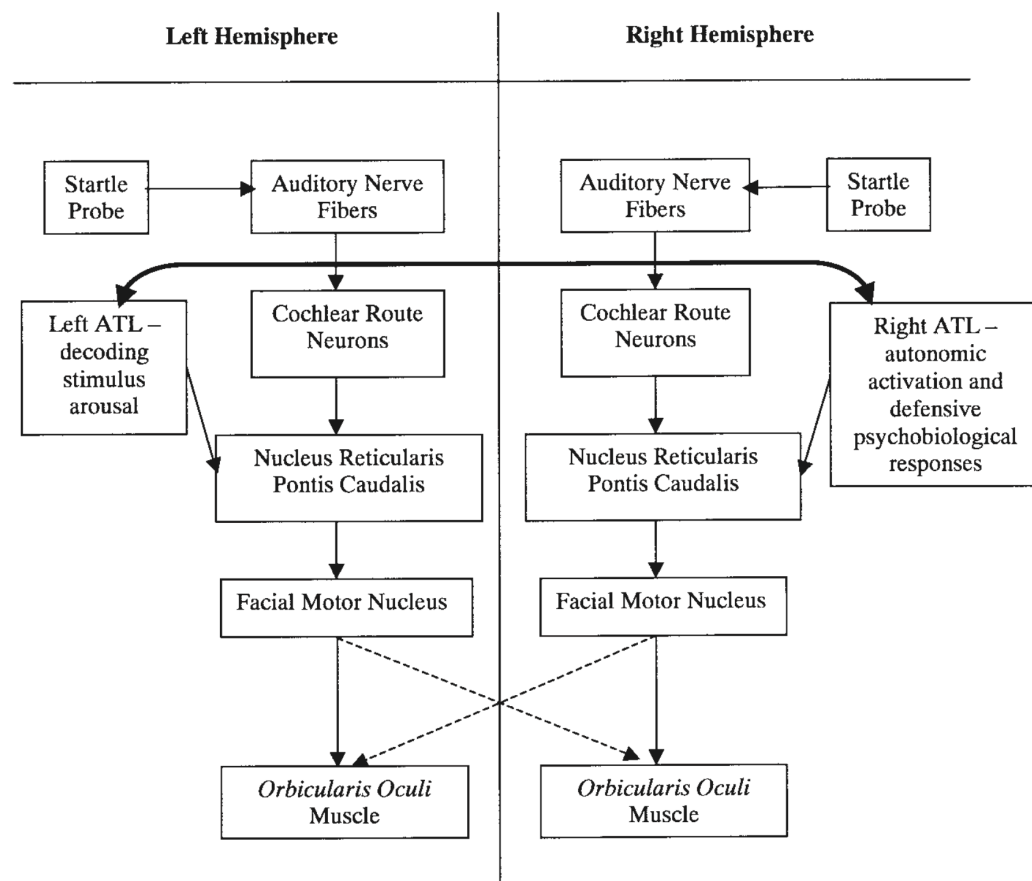 Left Hemisphere
Right Hemisphere
Startle
Probe
Auditory Nerve
Fibers
Auditory Nerve
Fibers
Startle
Probe
Left ATL –
decoding
stimulus
arousal
Cochlear Route
Neurons
Cochlear Route
Neurons
Right ATL –
autonomic
activation and
defensive
psychobiological
responses
Nucleus Reticularis
Pontis Caudalis
Nucleus Reticularis
Pontis Caudalis
Facial Motor Nucleus
Facial Motor Nucleus
Orbicularis Oculi
Muscle
Orbicularis Oculi
Muscle